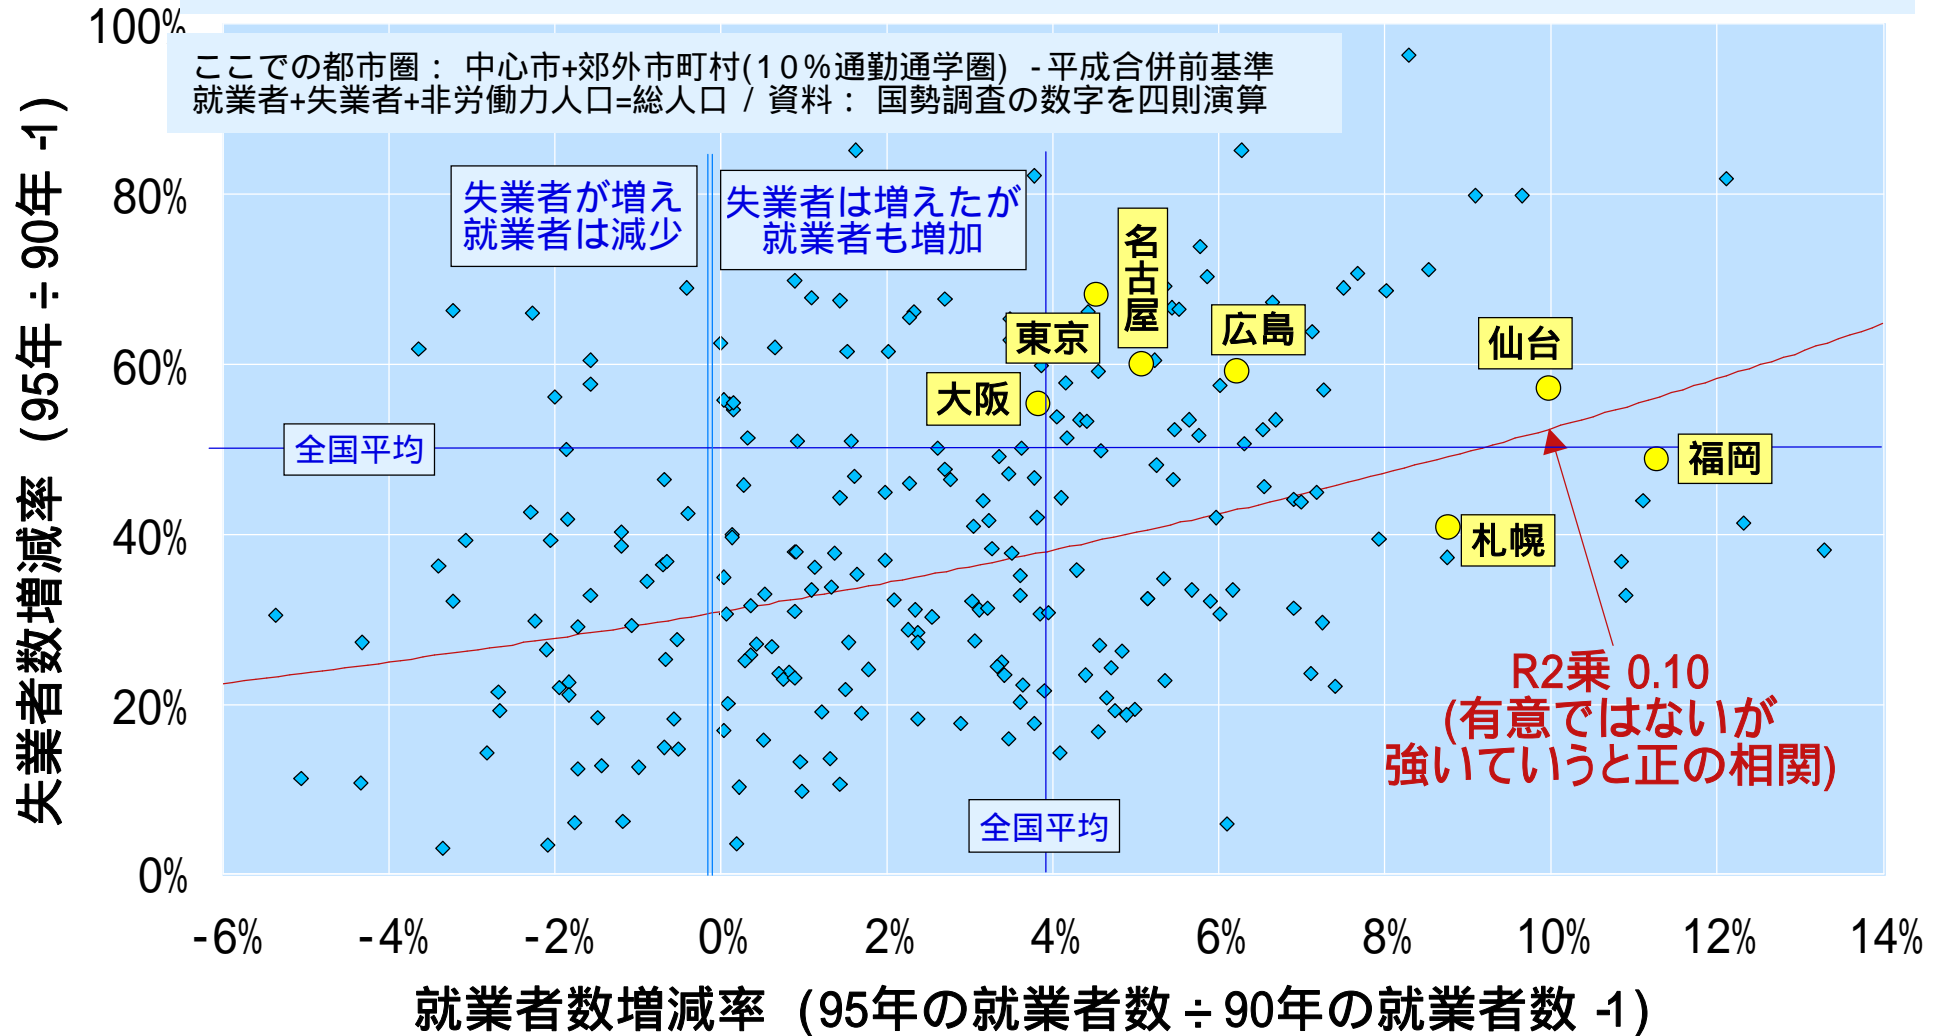 100%
ここでの都市圏： 中心市+郊外市町村(１０％通勤通学圏) -平成合併前基準
就業者+失業者+非労働力人口=総人口 / 資料： 国勢調査の数字を四則演算
失業者数増減率 (95年÷90年 -1)
80%
60%
40%
20%
0%
失業者が増え
就業者は減少
失業者は増えたが
就業者も増加
名古屋
東京
広島
仙台
大阪
全国平均
福岡
札幌
R2乗 0.10
(有意ではないが
強いていうと正の相関)
全国平均
-6% -4% -2% 0% 2% 4% 6% 8% 10% 12% 14%
就業者数増減率 (95年の就業者数÷90年の就業者数 -1)